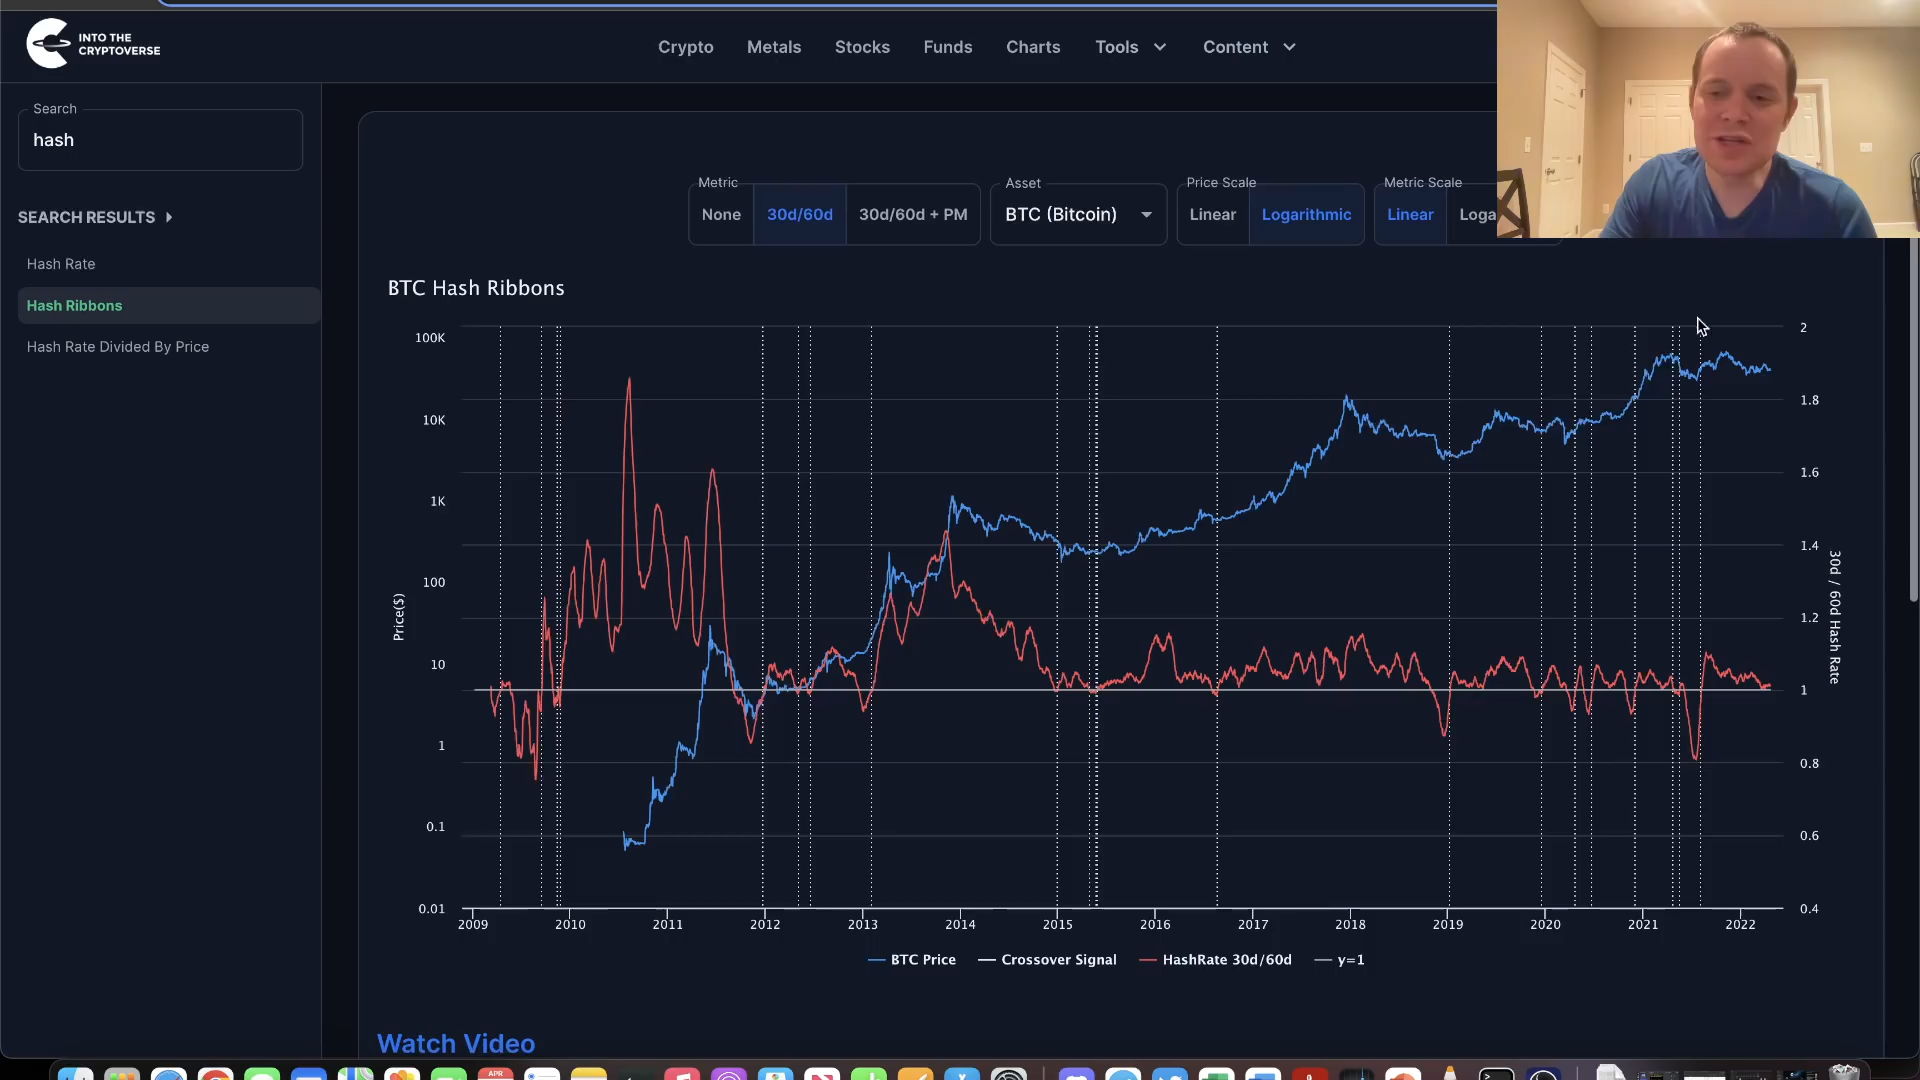 INTO THE
CRYPTOVERSE
Crypto Metals Stocks Funds Charts Tools Content
Search
hash
SEARCH RESULTS
Hash Rate
Hash Ribbons
Hash Rate Divided By Price
Metric
None 30d/60d 30d/60d + PM
Asset
BTC (Bitcoin)
Price Scale
Linear Logarithmic
Metric Scale
Linear Loga
BTC Hash Ribbons
100K
10K
1K
100
10
1
0.1
0.01
Price($)
2
1.8
1.6
1.4
1.2
1
0.8
0.6
0.4
30d / 60d Hash Rate
2009 2010 2011 2012 2013 2014 2015 2016 2017 2018 2019 2020 2021 2022
BTC Price Crossover Signal HashRate 30d/60d y=1
Watch Video
APR